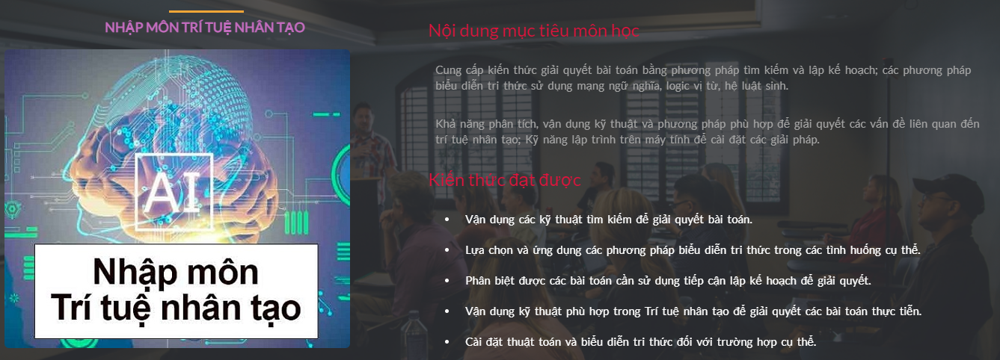 NHẬP MÔN TRÍ TUỆ NHÂN TẠO
AI
Nhập môn
Trí tuệ nhân tạo
Nội dung mục tiêu môn học
Cung cấp kiến thức giải quyết bài toán bằng phương pháp tìm kiếm và lập kế hoạch; các phương pháp
biểu diễn tri thức sử dụng mạng ngữ nghĩa, logic vị từ, hệ luật sinh.
Khả năng phân tích, vận dụng kỹ thuật và phương pháp phù hợp để giải quyết các vấn đề liên quan đến
trí tuệ nhân tạo; Kỹ năng lập trình trên máy tính để cài đặt các giải pháp.
Kiến thức đạt được
• Vận dụng các kỹ thuật tìm kiếm để giải quyết bài toán.
• Lựa chọn và ứng dụng các phương pháp biểu diễn tri thức trong các tình huống cụ thể.
• Phân biệt được các bài toán cần sử dụng tiếp cận lập kế hoạch để giải quyết.
• Vận dụng kỹ thuật phù hợp trong Trí tuệ nhân tạo để giải quyết các bài toán thực tiễn.
• Cài đặt thuật toán và biểu diễn tri thức đối với trường hợp cụ thể.